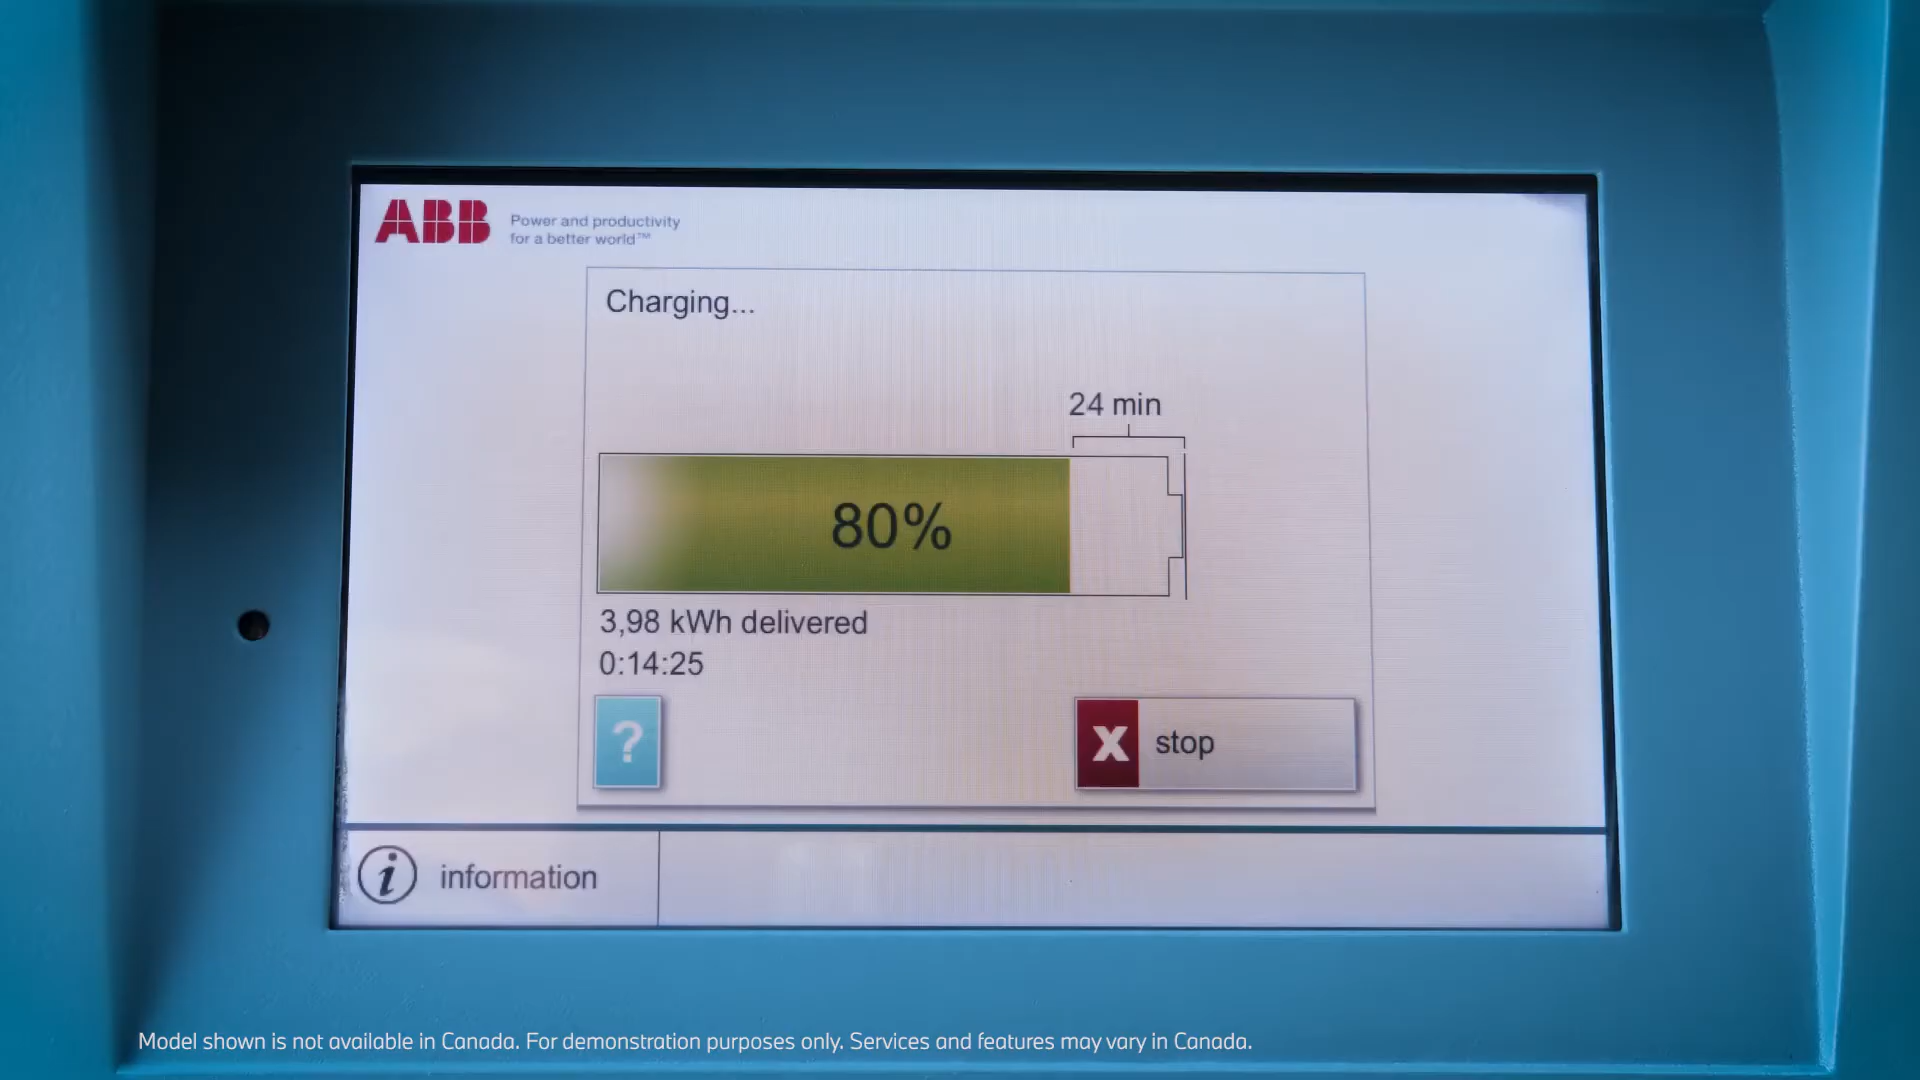 ABB
Power and productivity
for a better world™
Charging...
24 min
80%
3,98 kWh delivered
0:14:25
?
X stop
i information
Model shown is not available in Canada. For demonstration purposes only. Services and features may vary in Canada.